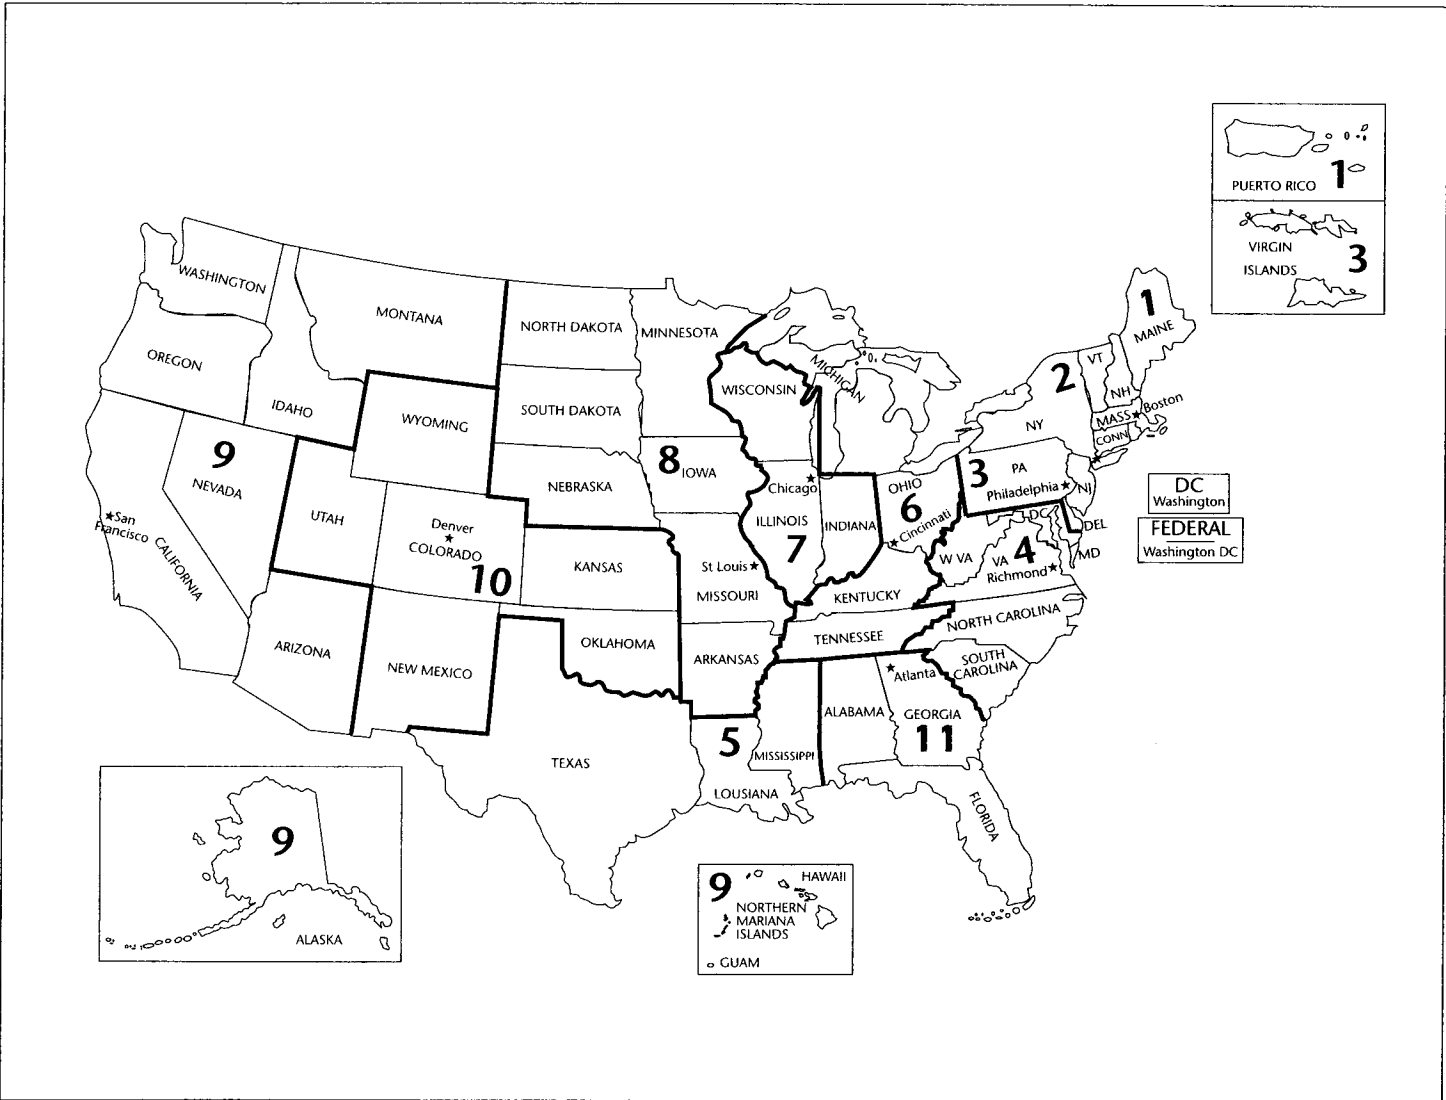 PUERTO RICO
1
VIRGIN
ISLANDS
3
WASHINGTON
MONTANA
NORTH DAKOTA
MINNESOTA
1
MAINE
OREGON
IDAHO
WYOMING
SOUTH DAKOTA
WISCONSIN
MICHIGAN
2
VT
NH
NY
MASS
Boston
CONN
9
NEVADA
NEBRASKA
8
IOWA
Chicago
ILLINOIS
7
INDIANA
OHIO
6
Cincinnati
3
PA
Philadelphia
NJ
DC
Washington
FEDERAL
Washington DC
San
Francisco
CALIFORNIA
UTAH
Denver
COLORADO
10
KANSAS
St Louis
MISSOURI
KENTUCKY
W VA
VA
4
Richmond
DC
DEL
MD
ARIZONA
NEW MEXICO
OKLAHOMA
ARKANSAS
TENNESSEE
NORTH CAROLINA
SOUTH
CAROLINA
Atlanta
TEXAS
5
LOUSIANA
MISSISSIPPI
ALABAMA
GEORGIA
11
FLORIDA
9
ALASKA
9
HAWAII
NORTHERN
MARIANA
ISLANDS
GUAM